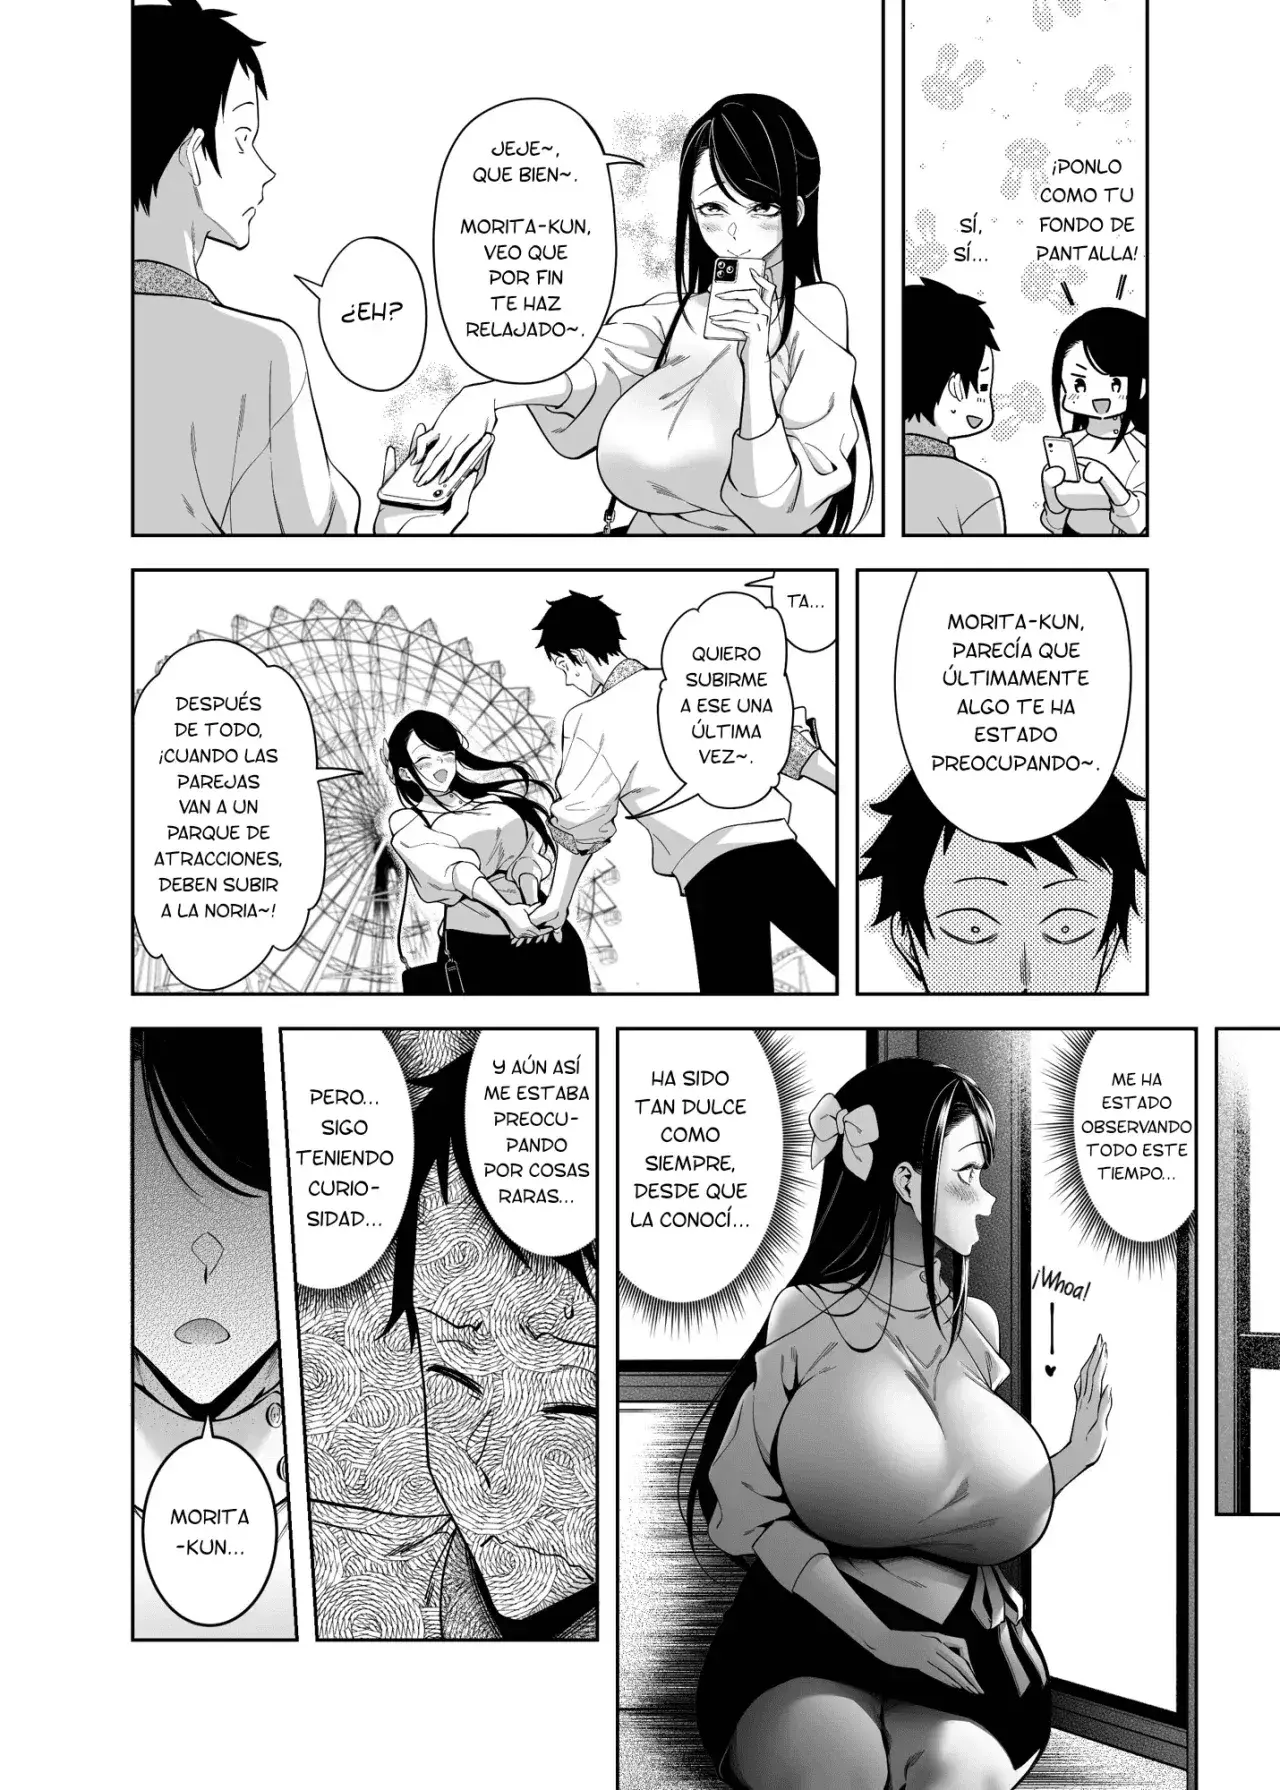 ¡PONLO
COMO TU
FONDO DE
PANTALLA!
SÍ,
SÍ...
JEJE~,
QUE BIEN~.
MORITA-KUN,
VEO QUE
POR FIN
TE HAZ
RELAJADO~.
¿EH?
MORITA-KUN,
PARECÍA QUE
ÚLTIMAMENTE
ALGO TE HA
ESTADO
PREOCUPANDO~.
TA...
QUIERO
SUBIRME
A ESE UNA
ÚLTIMA
VEZ~.
DESPUÉS
DE TODO,
¡CUANDO LAS
PAREJAS
VAN A UN
PARQUE DE
ATRACCIONES,
DEBEN SUBIR
A LA NORIA~!
ME HA
ESTADO
OBSERVANDO
TODO ESTE
TIEMPO...
¡Whoa!
HA SIDO
TAN DULCE
COMO
SIEMPRE,
DESDE QUE
LA CONOCÍ...
Y AÚN ASÍ
ME ESTABA
PREOCU-
PANDO
POR COSAS
RARAS...
PERO...
SIGO
TENIENDO
CURIO-
SIDAD...
MORITA
-KUN...